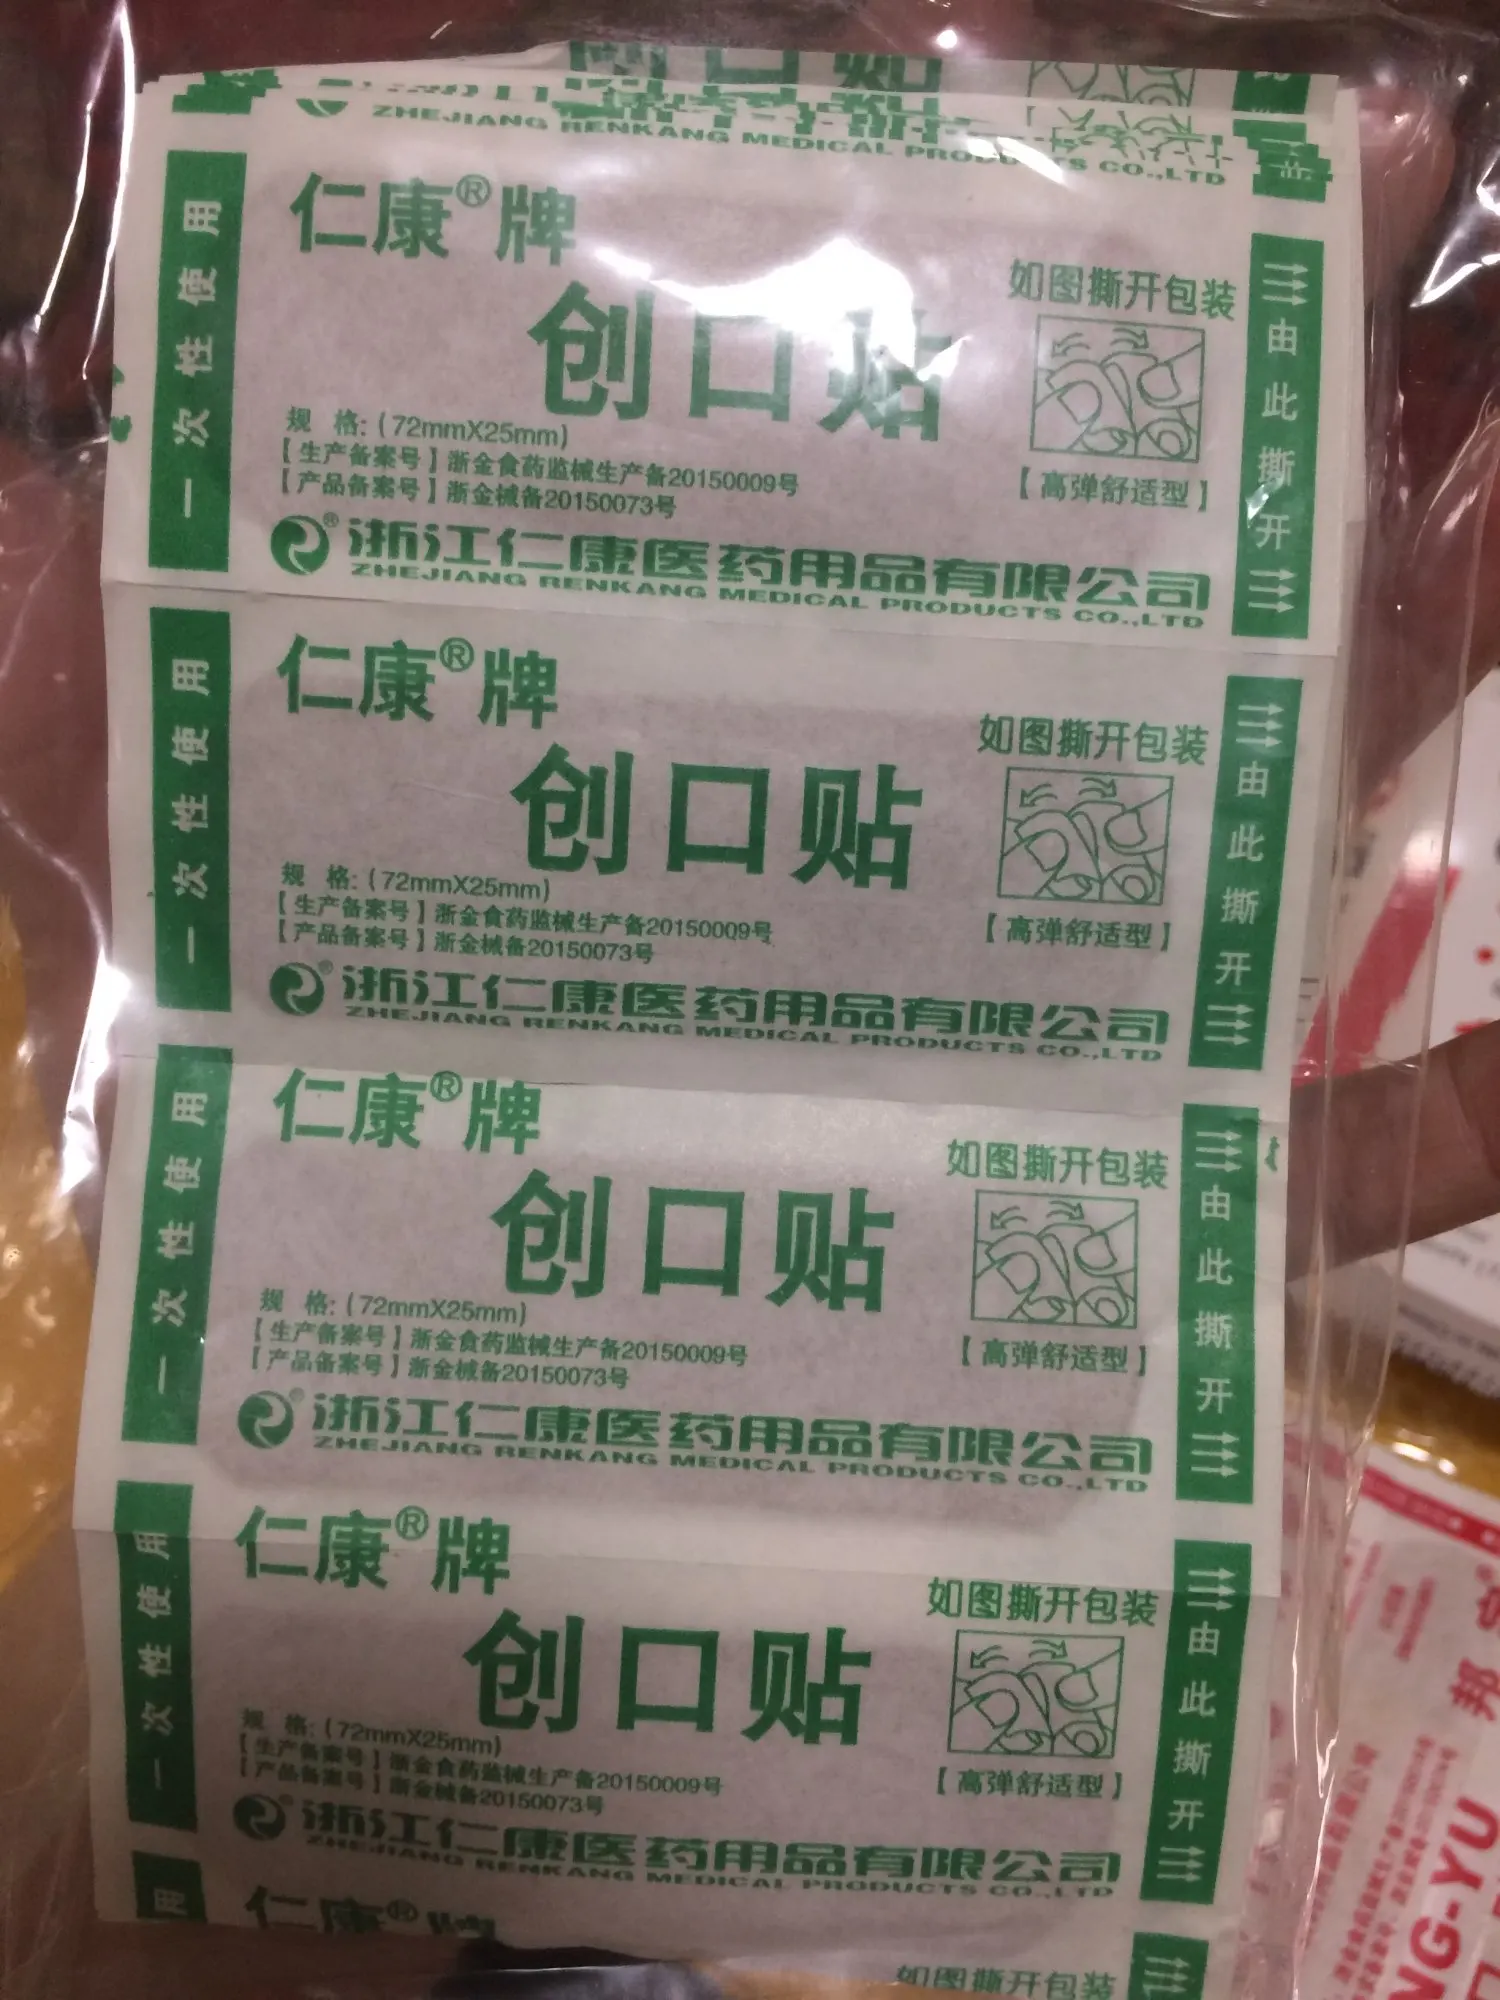 ZHEJIANG RENKANG MEDICAL PRODUCTS CO.,LTD
一次性使用
仁康®牌
创口贴
如图撕开包装
规 格:(72mmX25mm)
【生产备案号】浙金食药监械生产备20150009号
【产品备案号】浙金械备20150073号
【高弹舒适型】
由此撕开
®浙江仁康医药用品有限公司
ZHEJIANG RENKANG MEDICAL PRODUCTS CO.,LTD
一次性使用
仁康®牌
创口贴
如图撕开包装
规 格:(72mmX25mm)
【生产备案号】浙金食药监械生产备20150009号
【产品备案号】浙金械备20150073号
【高弹舒适型】
由此撕开
®浙江仁康医药用品有限公司
ZHEJIANG RENKANG MEDICAL PRODUCTS CO.,LTD
一次性使用
仁康®牌
创口贴
如图撕开包装
规 格:(72mmX25mm)
【生产备案号】浙金食药监械生产备20150009号
【产品备案号】浙金械备20150073号
【高弹舒适型】
由此撕开
®浙江仁康医药用品有限公司
ZHEJIANG RENKANG MEDICAL PRODUCTS CO.,LTD
一次性使用
仁康®牌
创口贴
如图撕开包装
规 格:(72mmX25mm)
【生产备案号】浙金食药监械生产备20150009号
【产品备案号】浙金械备20150073号
【高弹舒适型】
由此撕开
®浙江仁康医药用品有限公司
ZHEJIANG RENKANG MEDICAL PRODUCTS CO.,LTD
用
仁康®牌
如图撕开包装
NG-YU